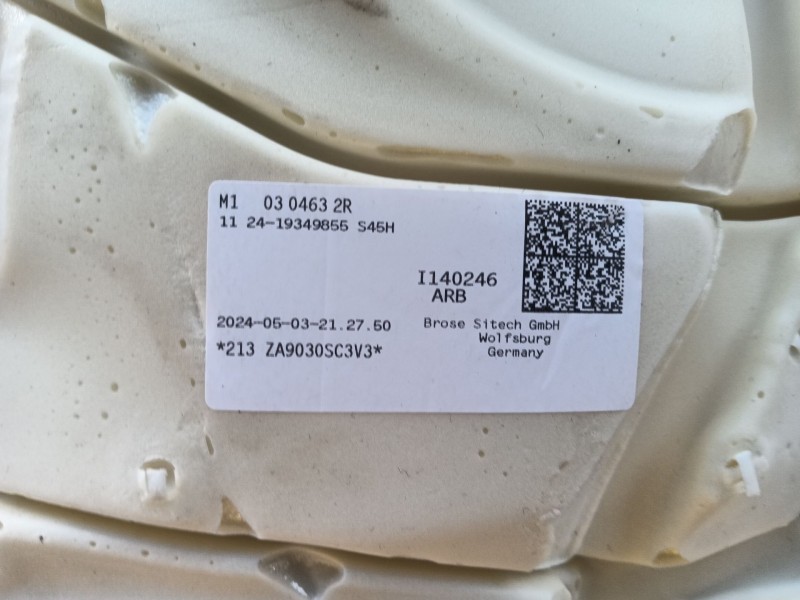 M1 03 0463 2R
11 24-19349855 S45H
I140246
ARB
2024-05-03-21.27.50
Brose Sitech GmbH
Wolfsburg
Germany
*213 ZA9030SC3V3*